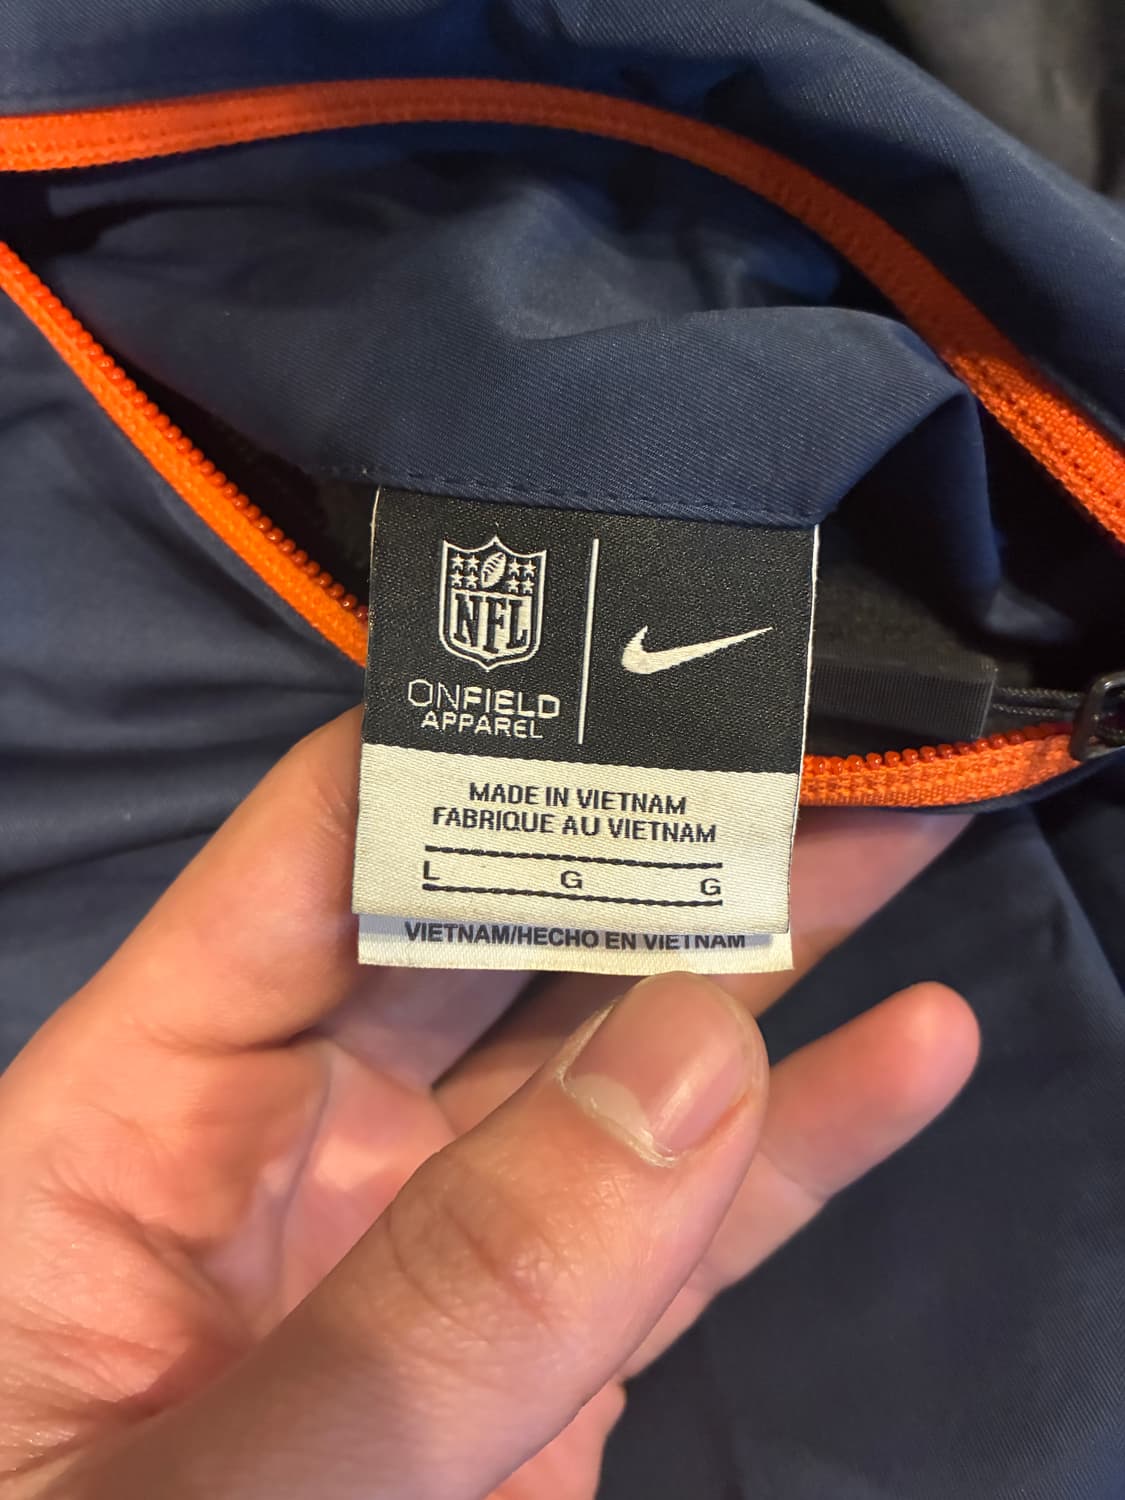 NFL
ONFIELD
APPAREL
MADE IN VIETNAM
FABRIQUE AU VIETNAM
L G G
VIETNAM/HECHO EN VIETNAM